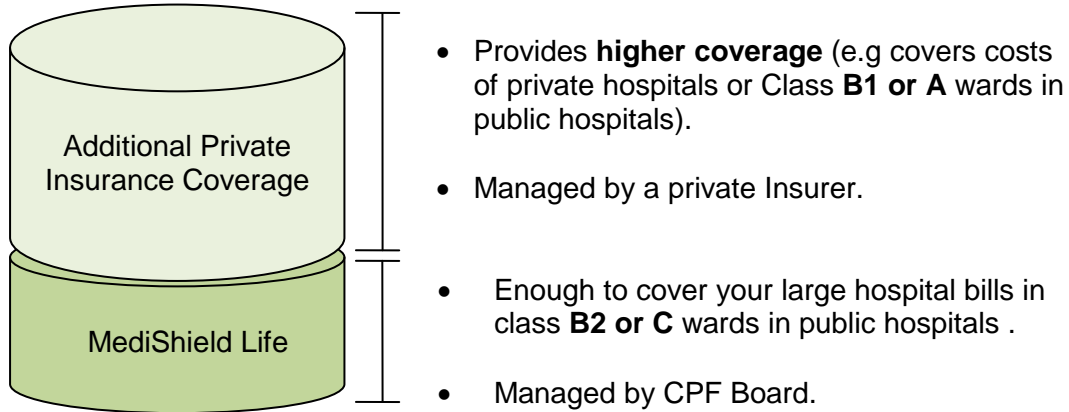 Additional Private
Insurance Coverage
• Provides higher coverage (e.g covers costs
of private hospitals or Class B1 or A wards in
public hospitals).
• Managed by a private Insurer.
MediShield Life
• Enough to cover your large hospital bills in
class B2 or C wards in public hospitals .
• Managed by CPF Board.